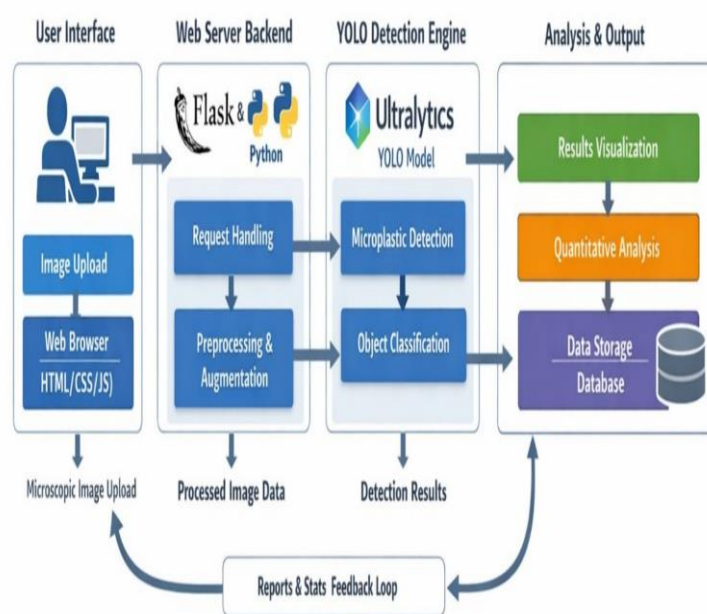 User Interface
Web Server Backend
YOLO Detection Engine
Analysis & Output
Image Upload
Web Browser
HTML/CSS/JS)
Flask &
Python
Request Handling
Preprocessing &
Augmentation
Ultralytics
YOLO Model
Microplastic Detection
Object Classification
Results Visualization
Quantitative Analysis
Data Storage
Database
Microscopic Image Upload
Processed Image Data
Detection Results
Reports & Stats Feedback Loop